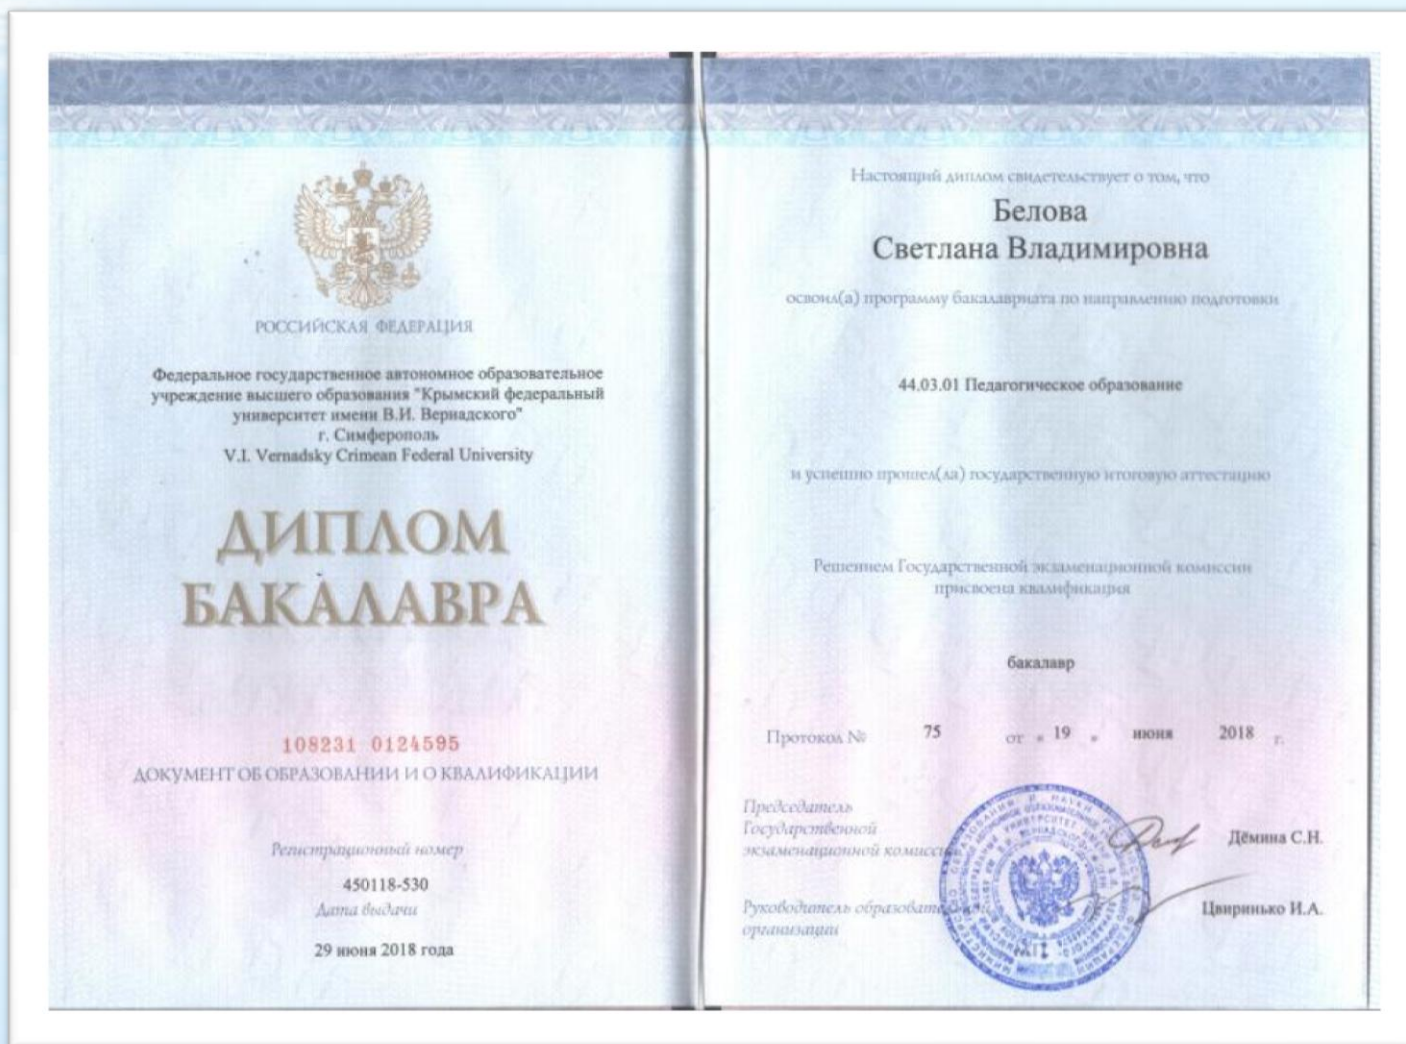 РОССИЙСКАЯ ФЕДЕРАЦИЯ
Федеральное государственное автономное образовательное
учреждение высшего образования "Крымский федеральный
университет имени В.И. Вернадского"
г. Симферополь
V.I. Vernadsky Crimean Federal University
ДИПЛОМ
БАКАЛАВРА
108231 0124595
ДОКУМЕНТ ОБ ОБРАЗОВАНИИ И О КВАЛИФИКАЦИИ
Регистрационный номер
450118-530
Дата выдачи
29 июня 2018 года
Настоящий диплом свидетельствует о том, что
Белова
Светлана Владимировна
освоил(а) программу бакалавриата по направлению подготовки
44.03.01 Педагогическое образование
и успешно прошел(ла) государственную итоговую аттестацию
Решением Государственной экзаменационной комиссии
присвоена квалификация
бакалавр
Протокол № 75 от « 19 » июня 2018 г.
Председатель
Государственной
экзаменационной комиссии
Дёмина С.Н.
Руководитель
организации
Цвиринько И.А.